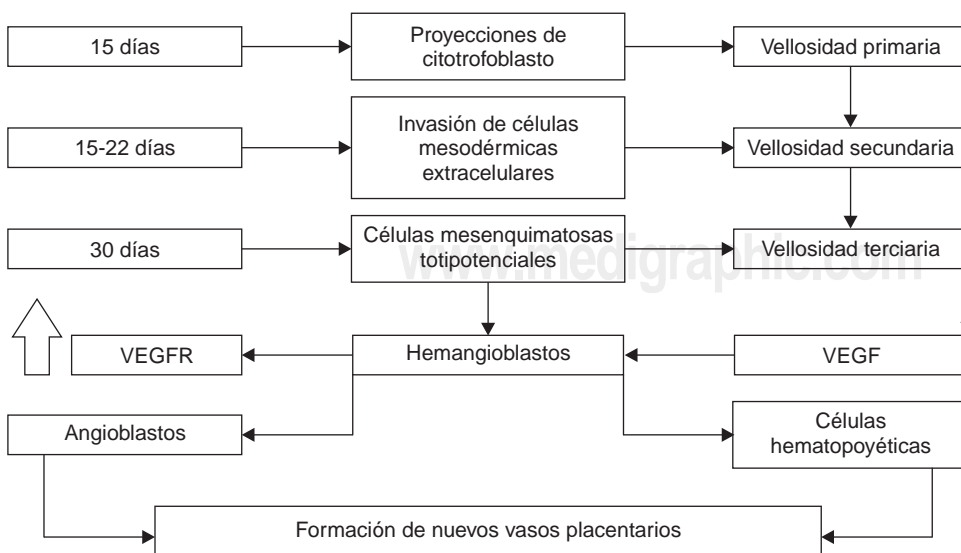 15 días
Proyecciones de
citotrofoblasto
Vellosidad primaria
15-22 días
Invasión de células
mesodérmicas
extracelulares
Vellosidad secundaria
30 días
Células mesenquimatosas
totipotenciales
Vellosidad terciaria
www.medigraphic.com
VEGFR
Hemangioblastos
VEGF
Angioblastos
Células
hematopoyéticas
Formación de nuevos vasos placentarios